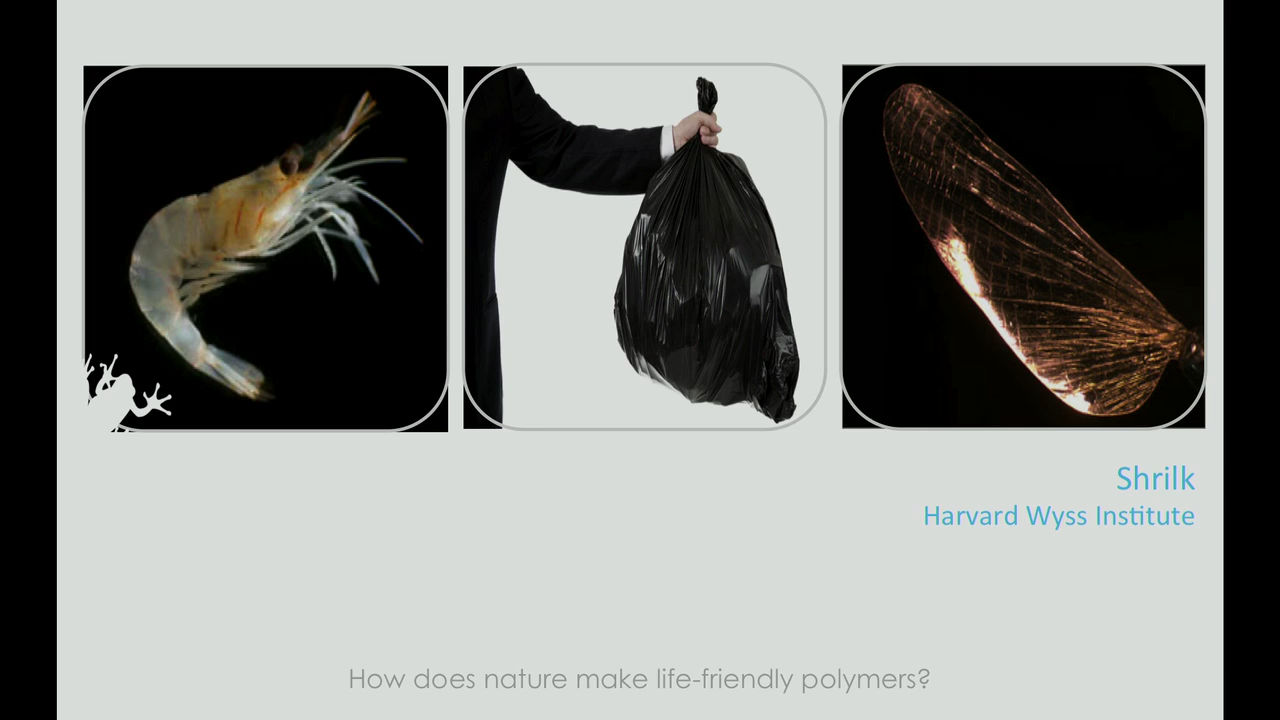 Shrilk
Harvard Wyss Institute
How does nature make life-friendly polymers?